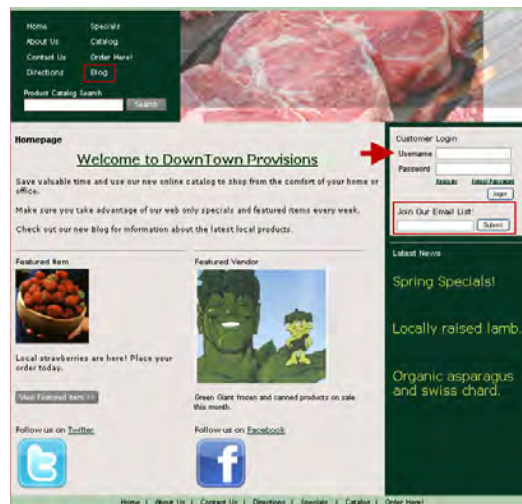 Home Specials
About Us Catalog
Contact Us Order Here!
Directions Blog
Product Catalog Search
Search
Homepage
Welcome to DownTown Provisions
Save valuable time and use our new online catalog to shop from the comfort of your home or
office.
Make sure you take advantage of our web only specials and featured items every week.
Check out our new Blog for information about the latest local products.
Featured Item
Local strawberries are here! Place your
order today.
View Featured Item >>
Featured Vendor
Green Giant frozen and canned products on sale
this month.
Follow us on Twitter
Follow us on Facebook
Customer Login
Username
Password
login
Join Our Email List:
Submit
Latest News
Spring Specials!
Locally raised lamb.
Organic asparagus
and swiss chard.
Home | About Us | Contact Us | Directions | Specials | Catalog | Order Here!